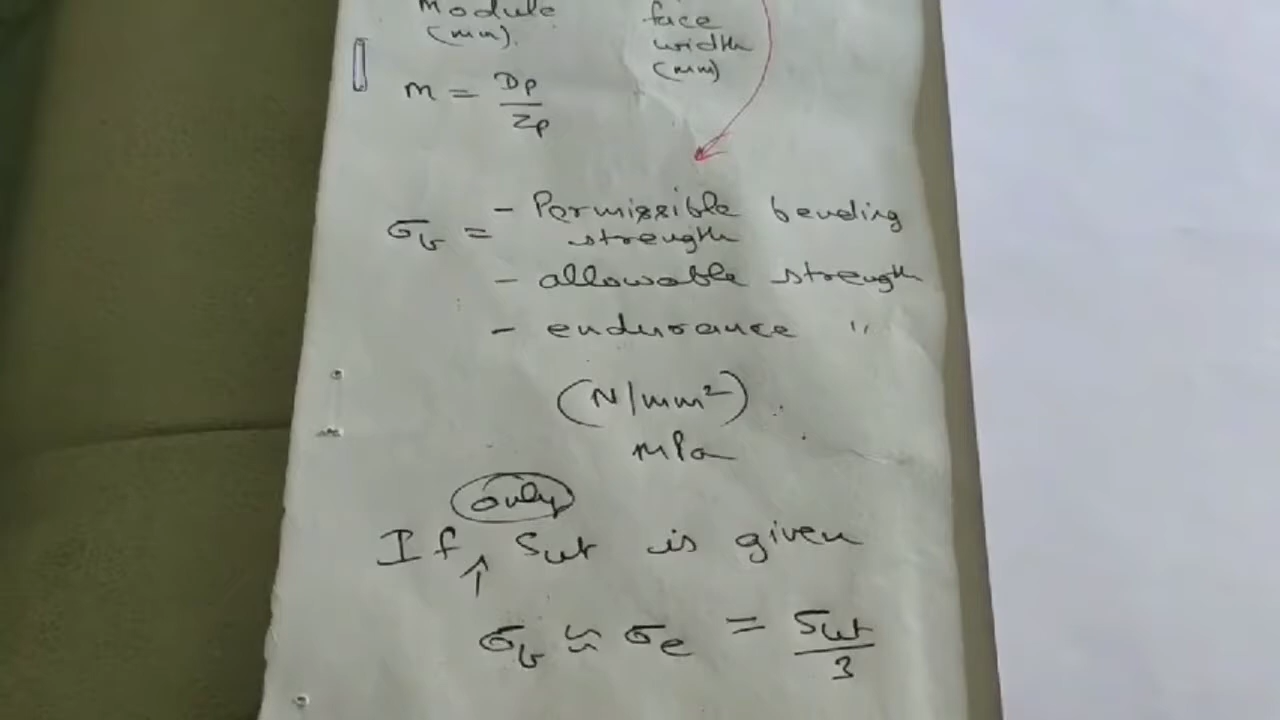 module
(mm).
face
width
(mm)
m = Dp/Zp
σb = - Permissible bending
strength
- allowable strength
- endurance "
(N/mm²)
mPa
only
If ↑ Sut is given
σb ≈ σe = Sut/3